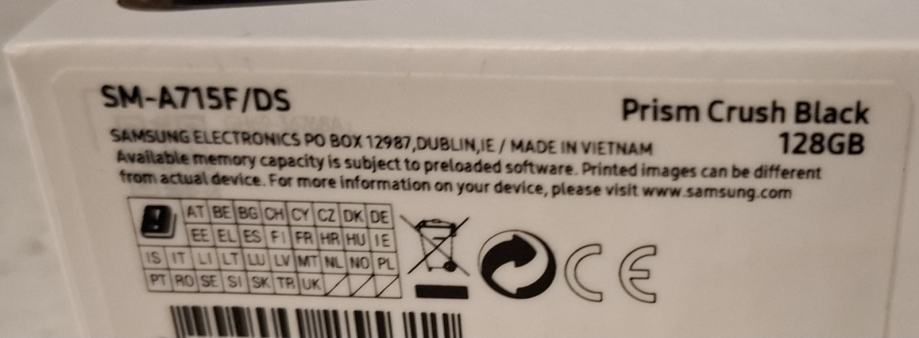 SM-A715F/DS
Prism Crush Black
128GB
SAMSUNG ELECTRONICS PO BOX 12987,DUBLIN,IE / MADE IN VIETNAM
Available memory capacity is subject to preloaded software. Printed images can be different
from actual device. For more information on your device, please visit www.samsung.com
AT BE BG CH CY CZ DK DE
EE EL ES FI FR HR HU IE
IS IT LI LT LU LV MT NL NO PL
PT RO SE SI SK TR UK
CE